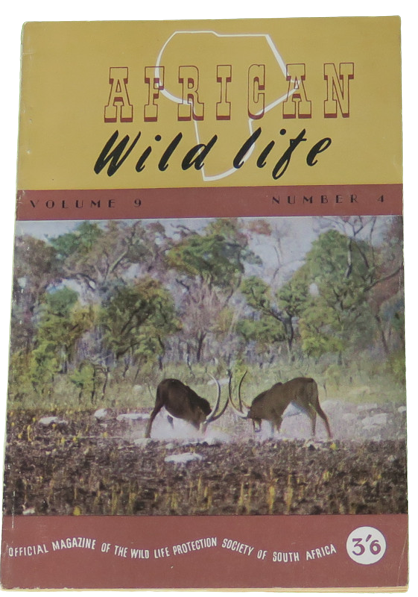 AFRICAN
Wild life
VOLUME 9 NUMBER 4
OFFICIAL MAGAZINE OF THE WILD LIFE PROTECTION SOCIETY OF SOUTH AFRICA 3'6